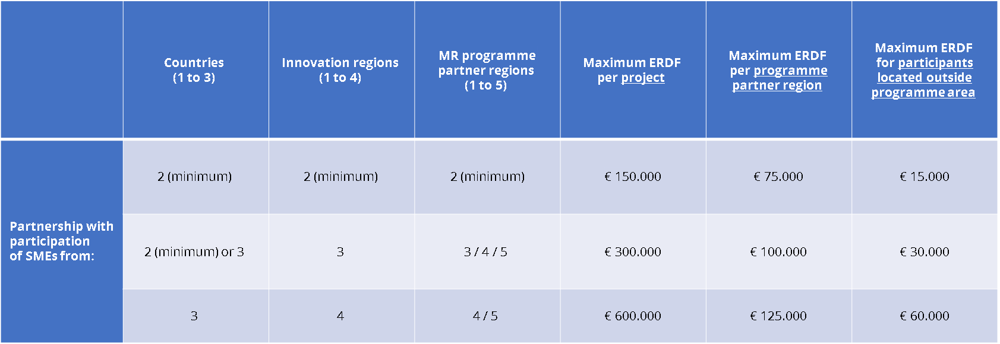 Countries
(1 to 3)
Innovation regions
(1 to 4)
MR programme
partner regions
(1 to 5)
Maximum ERDF
per project
Maximum ERDF
per programme
partner region
Maximum ERDF
for participants
located outside
programme area
Partnership with
participation
of SMEs from:
2 (minimum)
2 (minimum)
2 (minimum)
€ 150.000
€ 75.000
€ 15.000
2 (minimum) or 3
3
3 / 4 / 5
€ 300.000
€ 100.000
€ 30.000
3
4
4 / 5
€ 600.000
€ 125.000
€ 60.000